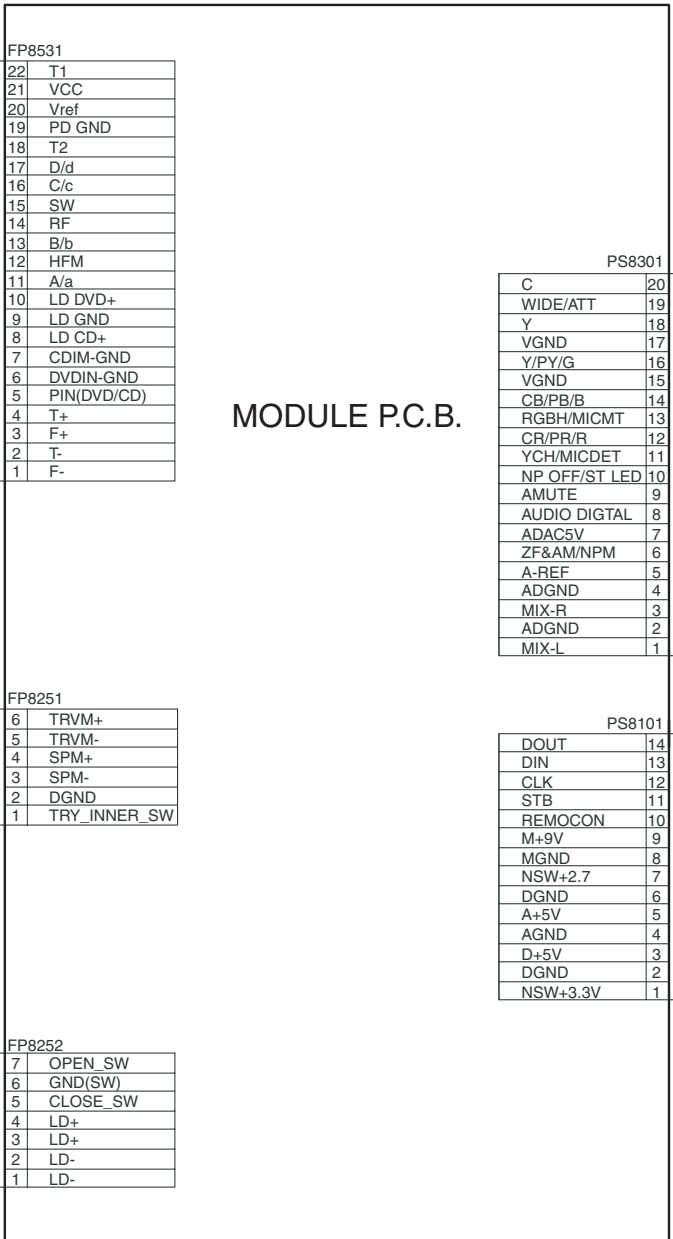 FP8531
22 T1
21 VCC
20 Vref
19 PD GND
18 T2
17 D/d
16 C/c
15 SW
14 RF
13 B/b
12 HFM
11 A/a
10 LD DVD+
9 LD GND
8 LD CD+
7 CDIM-GND
6 DVDIN-GND
5 PIN(DVD/CD)
4 T+
3 F+
2 T-
1 F-
MODULE P.C.B.
PS8301
C 20
WIDE/ATT 19
Y 18
VGND 17
Y/PY/G 16
VGND 15
CB/PB/B 14
RGBH/MICMT 13
CR/PR/R 12
YCH/MICDET 11
NP OFF/ST LED 10
AMUTE 9
AUDIO DIGTAL 8
ADAC5V 7
ZF&AM/NPM 6
A-REF 5
ADGND 4
MIX-R 3
ADGND 2
MIX-L 1
FP8251
6 TRVM+
5 TRVM-
4 SPM+
3 SPM-
2 DGND
1 TRY_INNER_SW
PS8101
DOUT 14
DIN 13
CLK 12
STB 11
REMOCON 10
M+9V 9
MGND 8
NSW+2.7 7
DGND 6
A+5V 5
AGND 4
D+5V 3
DGND 2
NSW+3.3V 1
FP8252
7 OPEN_SW
6 GND(SW)
5 CLOSE_SW
4 LD+
3 LD+
2 LD-
1 LD-